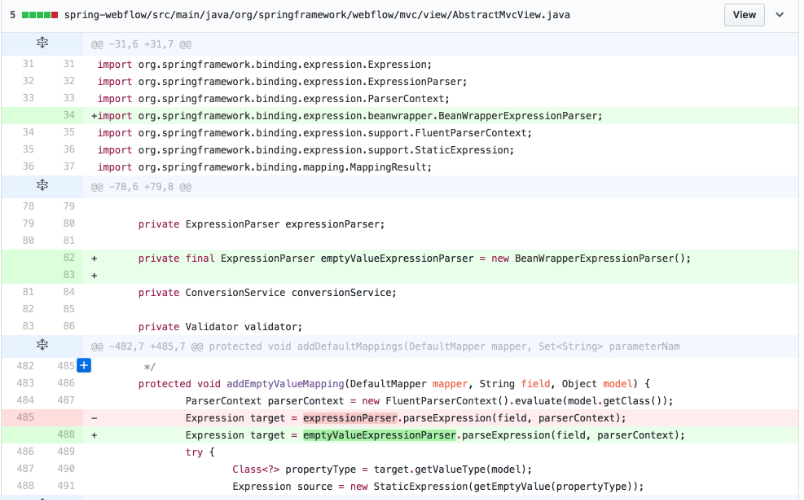 5 spring-webflow/src/main/java/org/springframework/webflow/mvc/view/AbstractMvcView.java View
@@ -31,6 +31,7 @@
31 31 import org.springframework.binding.expression.Expression;
32 32 import org.springframework.binding.expression.ExpressionParser;
33 33 import org.springframework.binding.expression.ParserContext;
34 +import org.springframework.binding.expression.beanwrapper.BeanWrapperExpressionParser;
34 35 import org.springframework.binding.expression.support.FluentParserContext;
35 36 import org.springframework.binding.expression.support.StaticExpression;
36 37 import org.springframework.binding.mapping.MappingResult;
@@ -78,6 +79,8 @@
78 79
79 80 private ExpressionParser expressionParser;
80 81
82 + private final ExpressionParser emptyValueExpressionParser = new BeanWrapperExpressionParser();
83 +
81 84 private ConversionService conversionService;
82 85
83 86 private Validator validator;
@@ -482,7 +485,7 @@ protected void addDefaultMappings(DefaultMapper mapper, Set<String> parameterNam
482 485 + */
483 486 protected void addEmptyValueMapping(DefaultMapper mapper, String field, Object model) {
484 487 ParserContext parserContext = new FluentParserContext().evaluate(model.getClass());
485 - Expression target = expressionParser.parseExpression(field, parserContext);
488 + Expression target = emptyValueExpressionParser.parseExpression(field, parserContext);
486 489 try {
487 490 Class<?> propertyType = target.getValueType(model);
488 491 Expression source = new StaticExpression(getEmptyValue(propertyType));